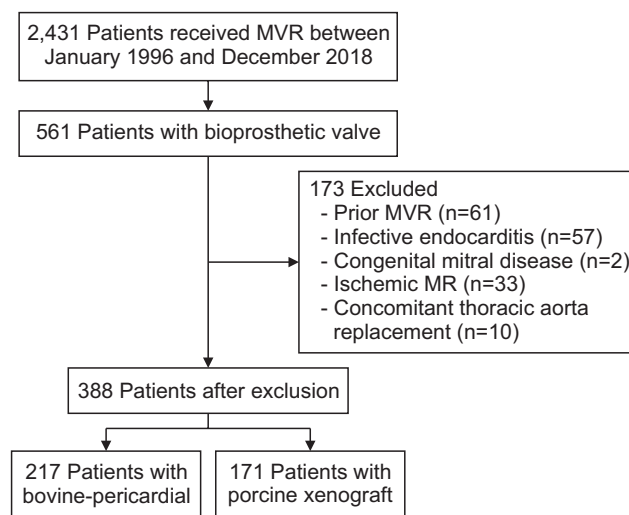 2,431 Patients received MVR between
January 1996 and December 2018
561 Patients with bioprosthetic valve
173 Excluded
- Prior MVR (n=61)
- Infective endocarditis (n=57)
- Congenital mitral disease (n=2)
- Ischemic MR (n=33)
- Concomitant thoracic aorta
replacement (n=10)
388 Patients after exclusion
217 Patients with
bovine-pericardial
171 Patients with
porcine xenograft